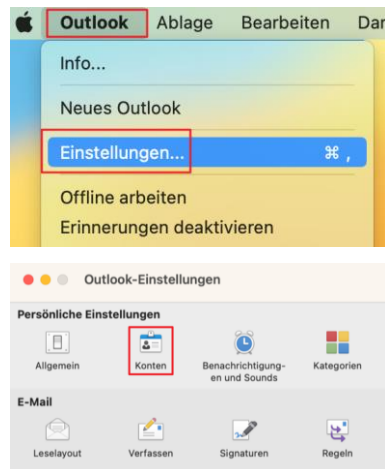 Outlook Ablage Bearbeiten Dar
Info...
Neues Outlook
Einstellungen... ⌘ ,
Offline arbeiten
Erinnerungen deaktivieren
Outlook-Einstellungen
Persönliche Einstellungen
Allgemein Konten Benachrichtigung- Kategorien
en und Sounds
E-Mail
Leselayout Verfassen Signaturen Regeln